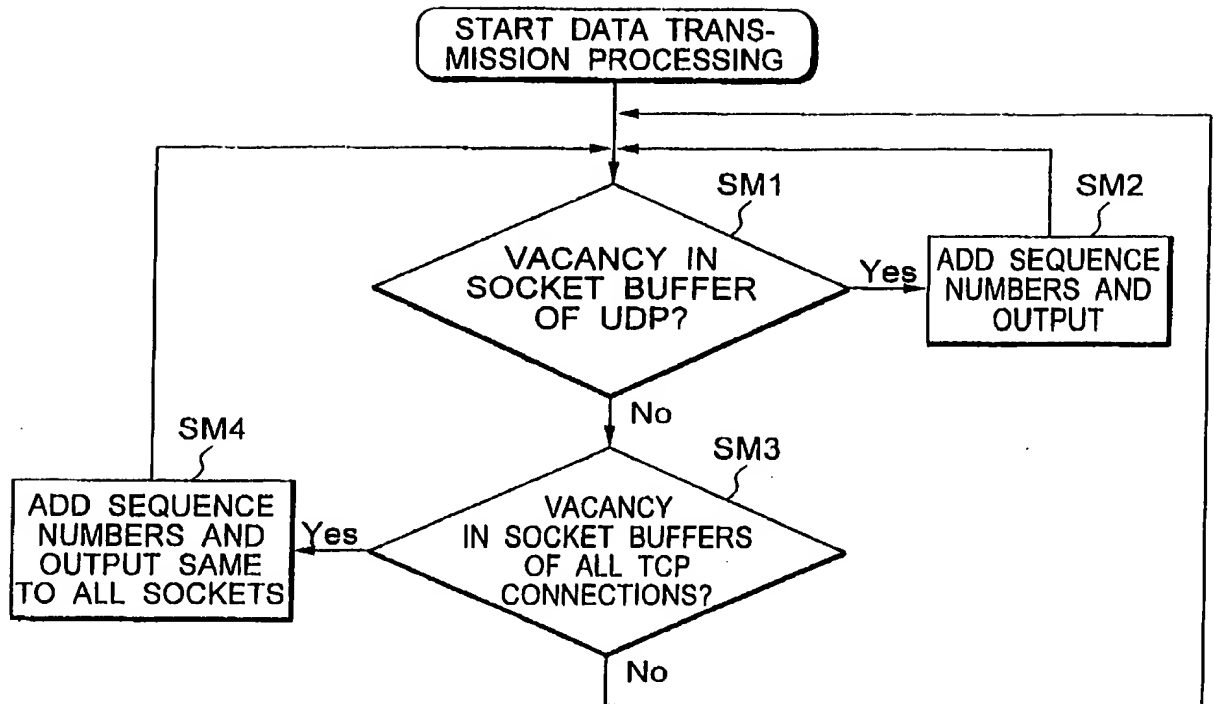 START DATA TRANS-
MISSION PROCESSING
SM1
VACANCY IN
SOCKET BUFFER
OF UDP?
Yes
SM2
ADD SEQUENCE
NUMBERS AND
OUTPUT
No
SM3
VACANCY
IN SOCKET BUFFERS
OF ALL TCP
CONNECTIONS?
Yes
SM4
ADD SEQUENCE
NUMBERS AND
OUTPUT SAME
TO ALL SOCKETS
No